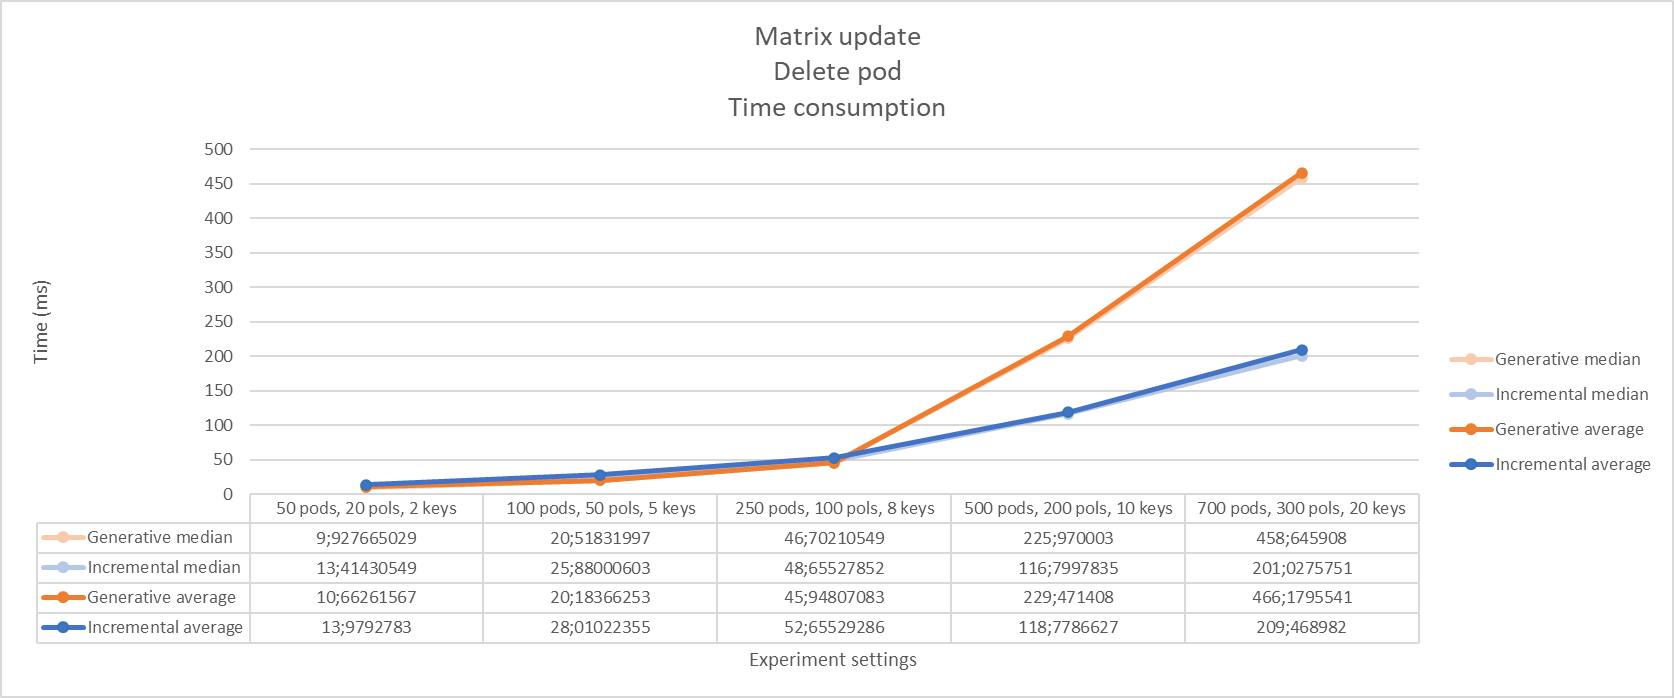 Matrix update
Delete pod
Time consumption
500
450
400
350
300
250
200
150
100
50
0
Time (ms)
Generative median
Incremental median
Generative average
Incremental average
50 pods, 20 pols, 2 keys 100 pods, 50 pols, 5 keys 250 pods, 100 pols, 8 keys 500 pods, 200 pols, 10 keys 700 pods, 300 pols, 20 keys
Generative median 9;927665029 20;51831997 46;70210549 225;970003 458;645908
Incremental median 13;41430549 25;88000603 48;65527852 116;7997835 201;0275751
Generative average 10;66261567 20;18366253 45;94807083 229;471408 466;1795541
Incremental average 13;9792783 28;01022355 52;65529286 118;7786627 209;468982
Experiment settings